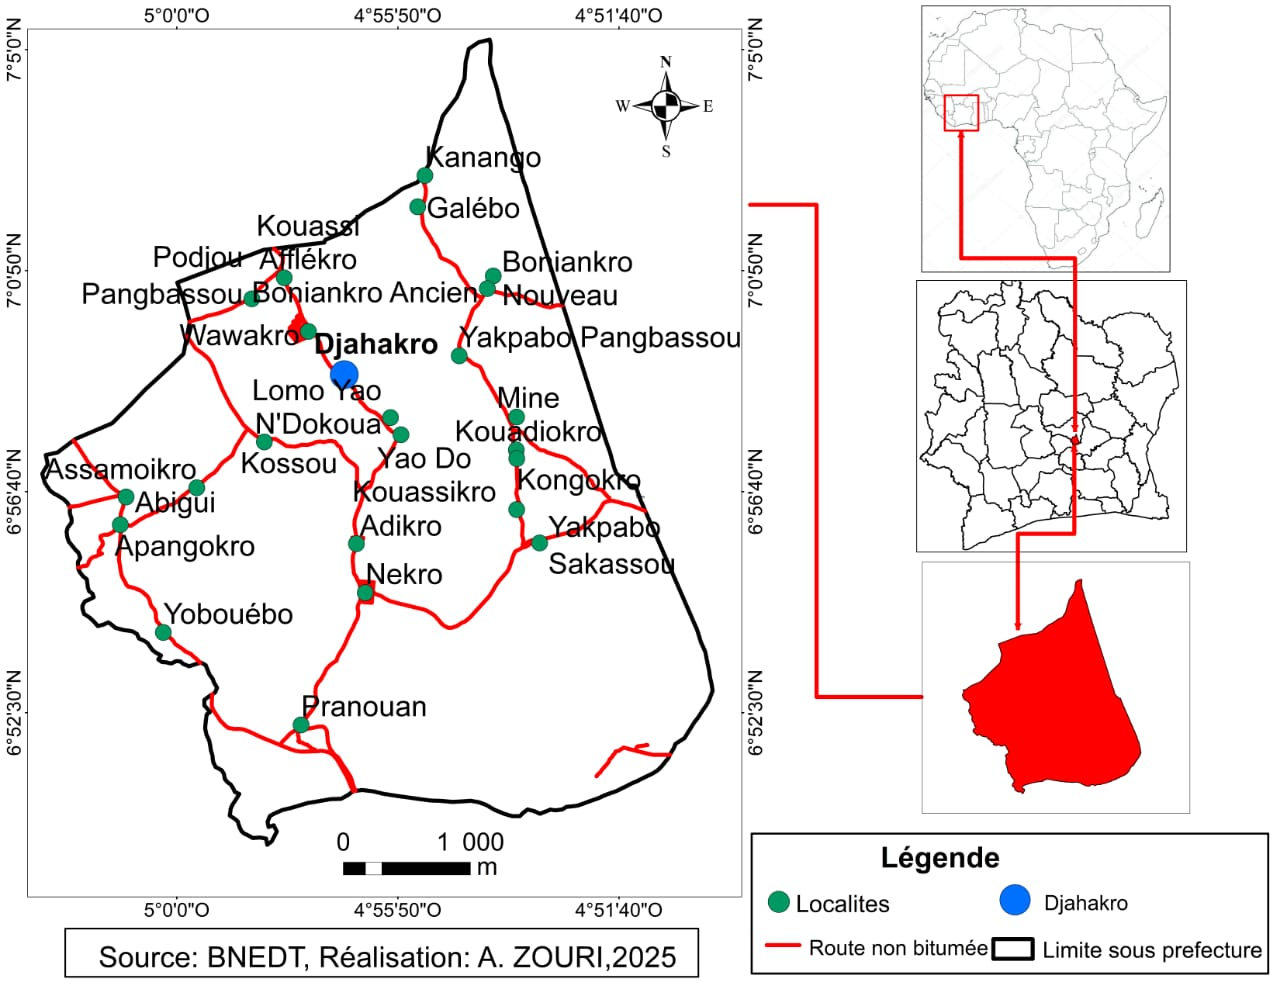 5°0'0"O 4°55'50"O 4°51'40"O
7°5'0"N
7°5'0"N
N
W E
S
Kanango
Galébo
Kouassi
Afflékro
Podjou
Pangbassou
Boniankro Ancien
Boniankro
Nouveau
7°0'50"N
7°0'50"N
Wawakro
Djahakro
Yakpabo Pangbassou
Lomo Yao
N'Dokoua
Mine
Kouadiokro
Kossou
Yao Do
Kouassikro
Kongokro
Assamoikro
Abigui
Apangokro
6°56'40"N
6°56'40"N
Adikro
Yakpabo
Sakassou
Nekro
Yobouébo
Pranouan
6°52'30"N
6°52'30"N
0 1 000
m
5°0'0"O 4°55'50"O 4°51'40"O
Légende
Localites
Djahakro
Route non bitumée
Limite sous prefecture
Source: BNEDT, Réalisation: A. ZOURI,2025